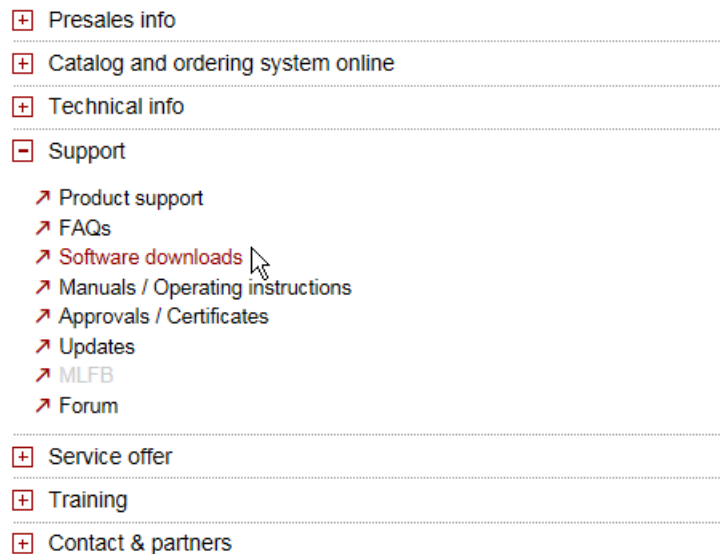 Presales info
Catalog and ordering system online
Technical info
Support
Product support
FAQs
Software downloads
Manuals / Operating instructions
Approvals / Certificates
Updates
MLFB
Forum
Service offer
Training
Contact & partners